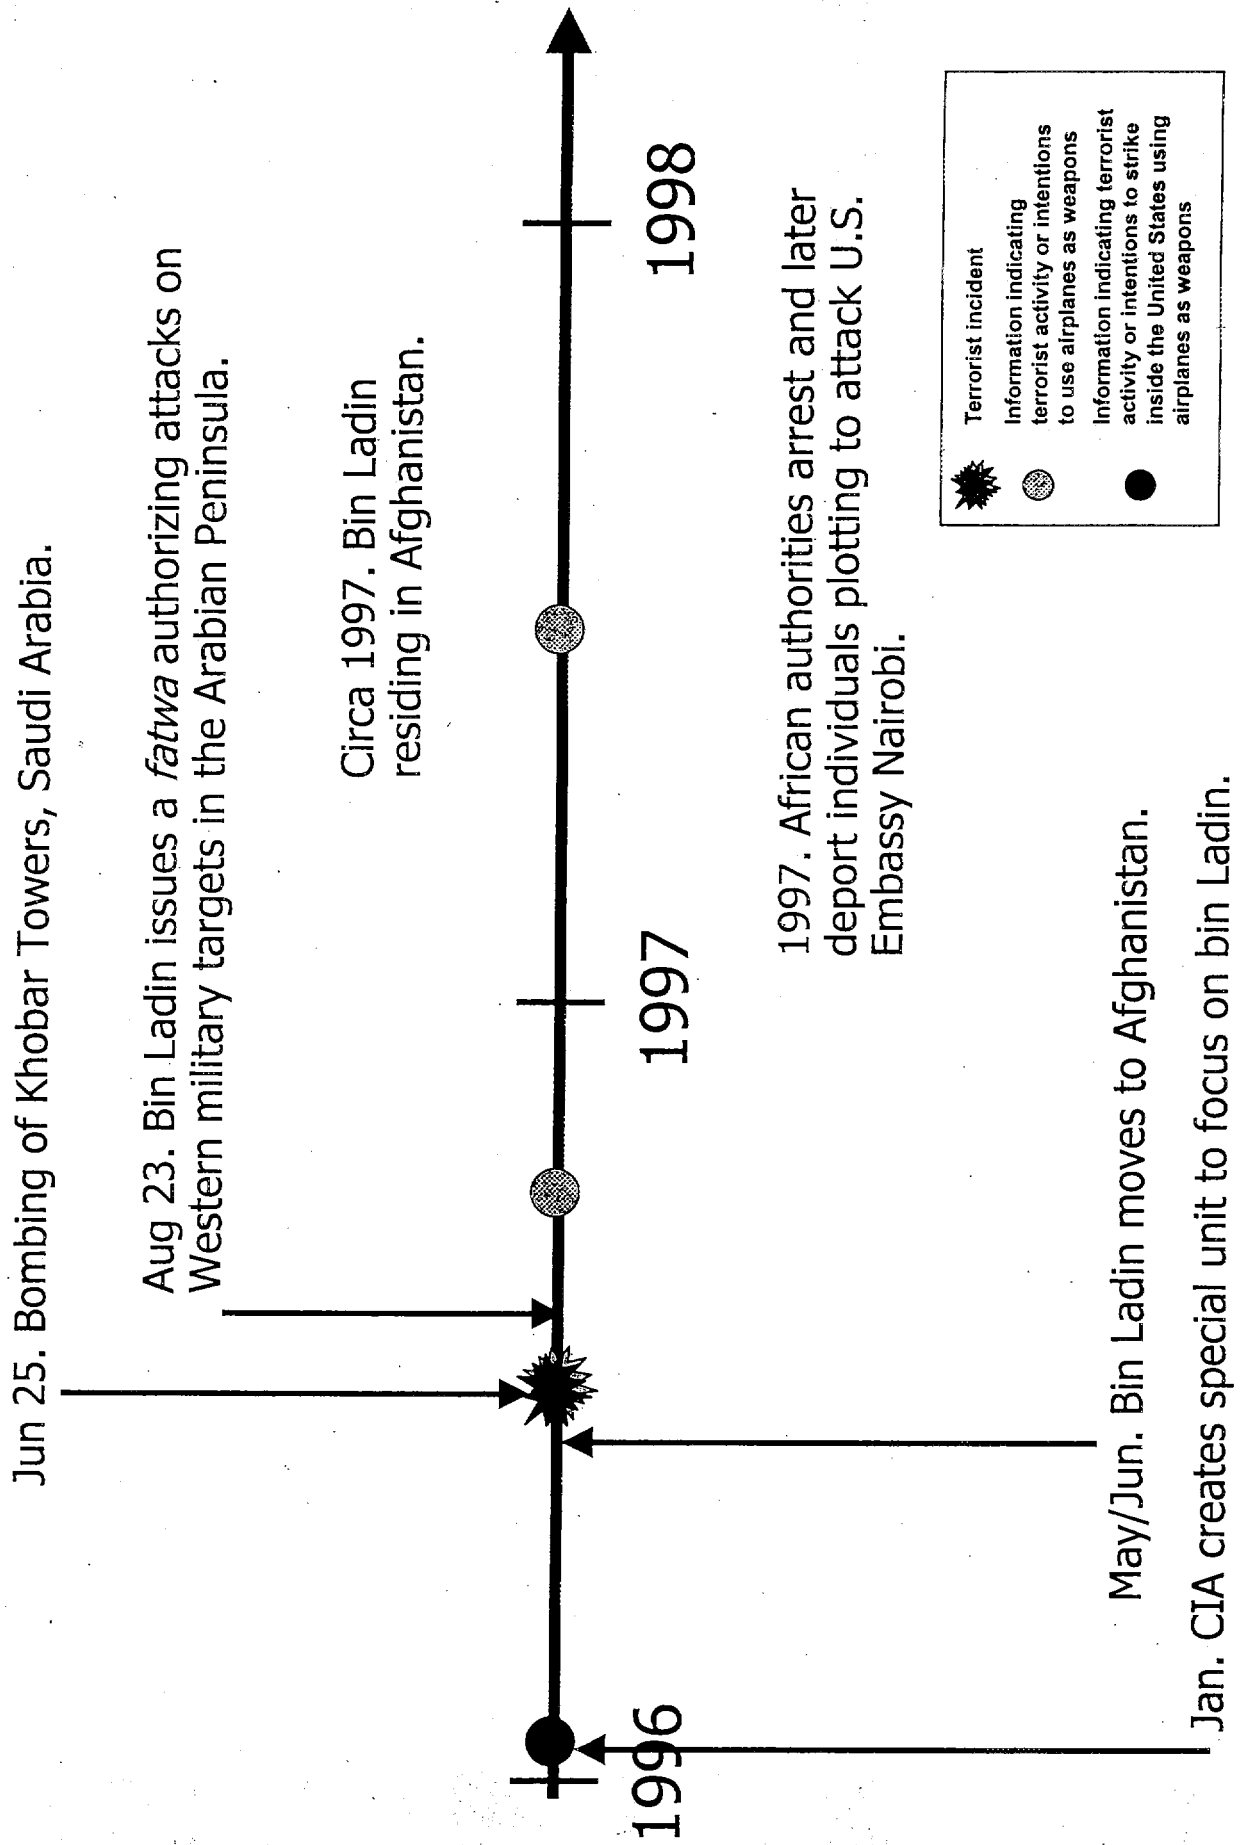 Jun 25. Bombing of Khobar Towers, Saudi Arabia.
Aug 23. Bin Ladin issues a fatwa authorizing attacks on
Western military targets in the Arabian Peninsula.
Circa 1997. Bin Ladin
residing in Afghanistan.
1996
1997
1998
1997. African authorities arrest and later
deport individuals plotting to attack U.S.
Embassy Nairobi.
May/Jun. Bin Ladin moves to Afghanistan.
Jan. CIA creates special unit to focus on bin Ladin.
Terrorist incident
Information indicating
terrorist activity or intentions
to use airplanes as weapons
Information indicating terrorist
activity or intentions to strike
inside the United States using
airplanes as weapons